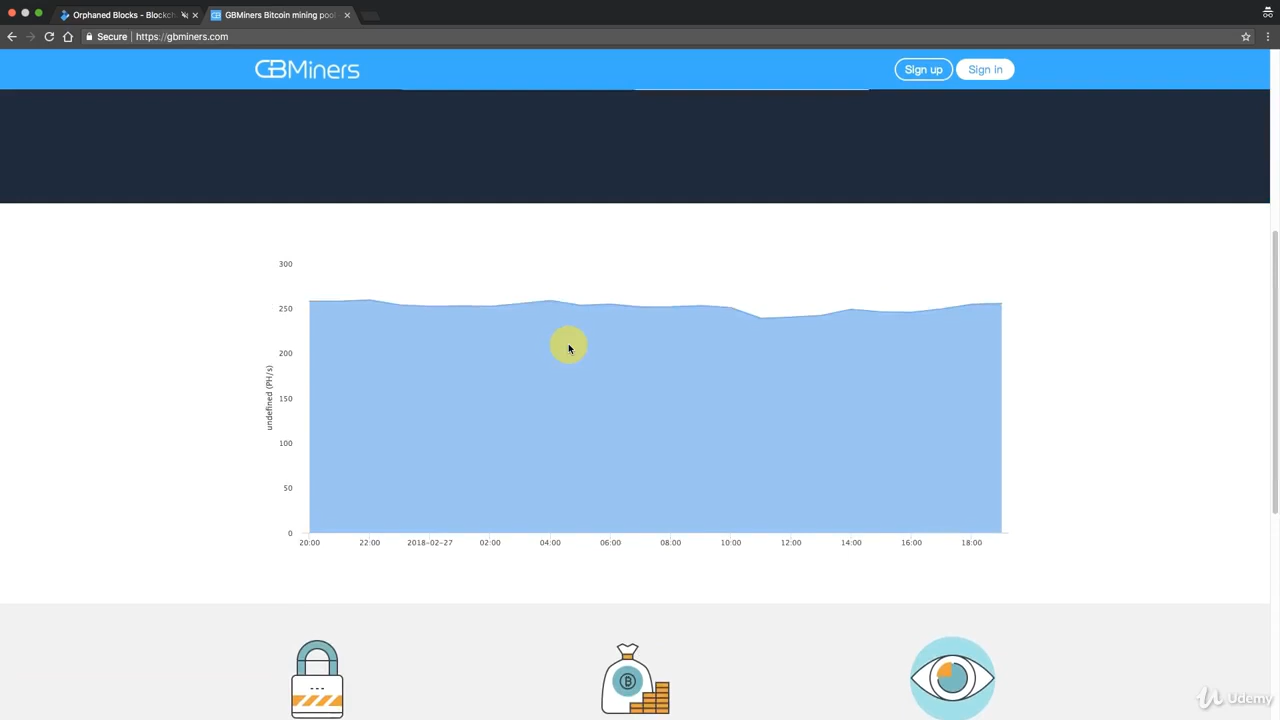 Orphaned Blocks - Blockch
GBMiners Bitcoin mining pool
Secure | https://gbminers.com
GBMiners
Sign up
Sign in
300
250
200
150
100
50
0
undefined (PH/s)
20:00 22:00 2018-02-27 02:00 04:00 06:00 08:00 10:00 12:00 14:00 16:00 18:00
Udemy